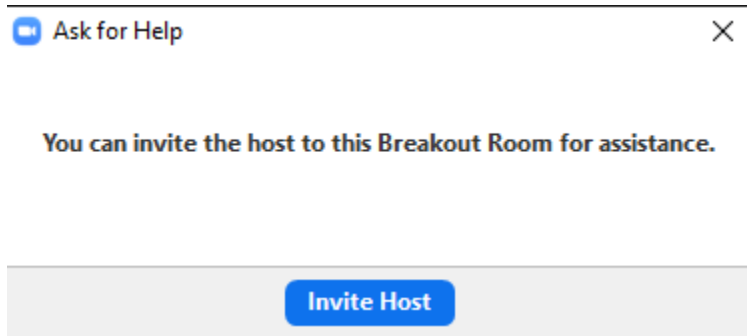 Ask for Help
You can invite the host to this Breakout Room for assistance.
Invite Host